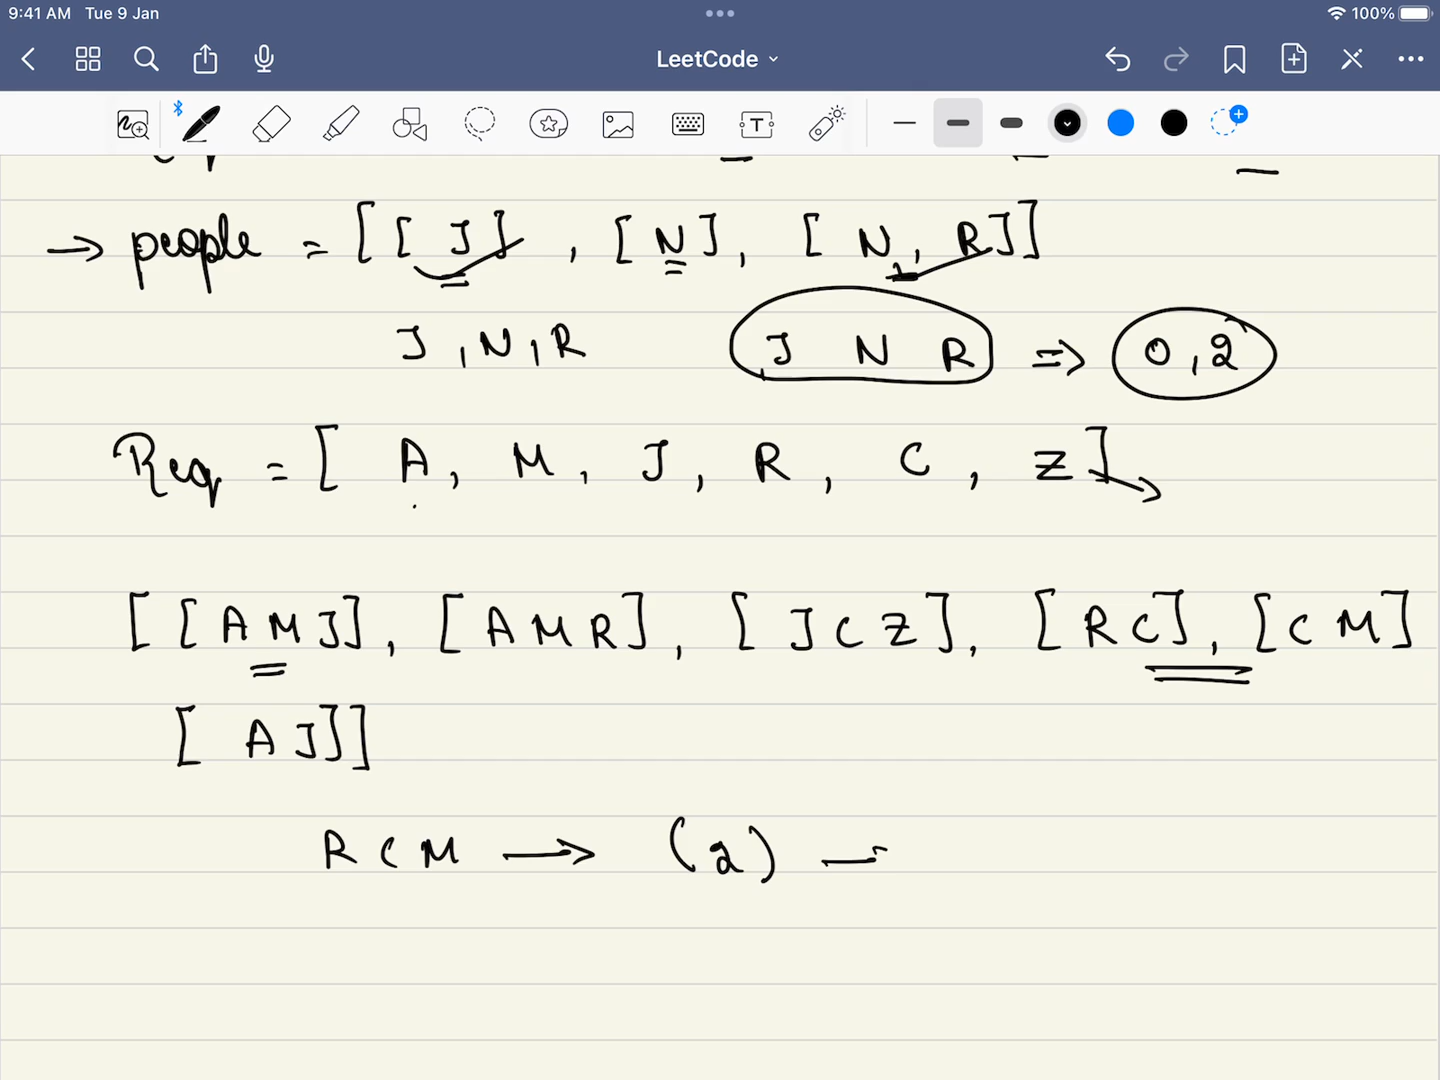 9:41 AM Tue 9 Jan 100%
LeetCode
T
→ people = [[ J ] , [ N ], [ N, R ]]
J , N , R J N R => 0 , 2
Req = [ A, M, J, R, C, Z ]
[ [ A M J ], [ A M R ], [ J C Z ], [ R C ], [ C M ]
[ A J ] ]
R C M → (2) →